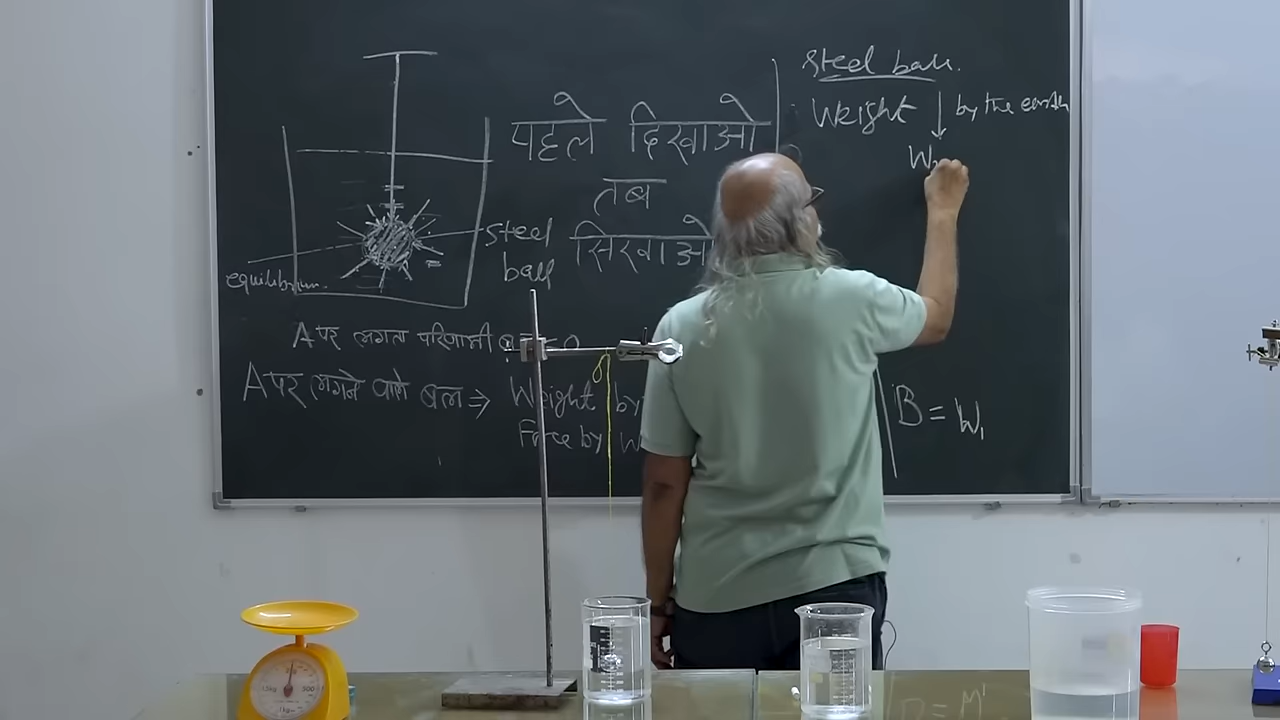 steel ball.
Weight ↓ by the earth
W
पहले दिखाओ
तब
सिखाओ
steel
ball
equilibrium.
A पर लगता परिणामी
A पर लगने वाले बल ⇒ Weight by
Force by W
B = W₁
500